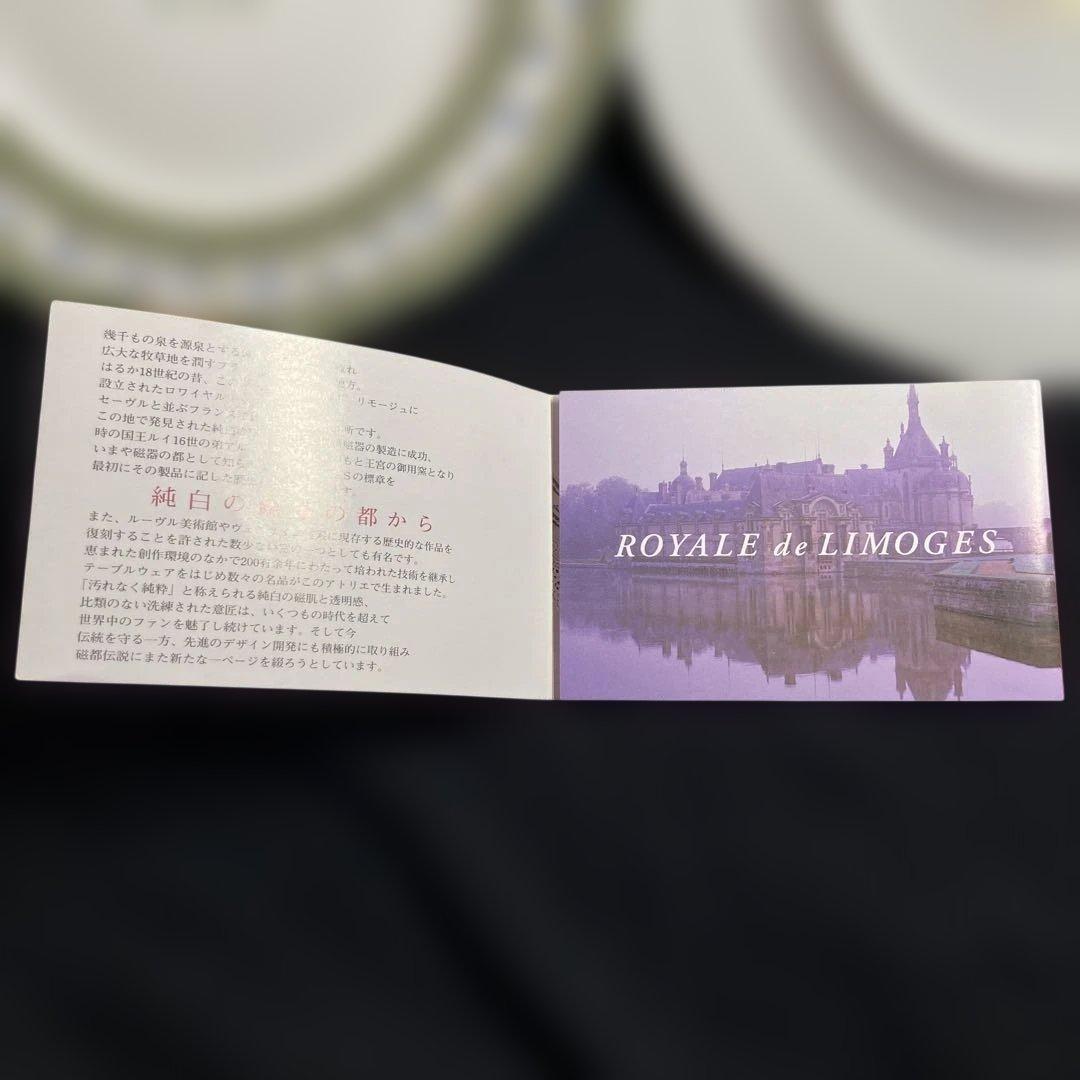 幾千もの泉を源泉とする
広大な牧草地を潤すフラ れ
はるか18世紀の昔、こ 地方。
設立されたロワイヤル リモージュに
セーヴルと並ぶフランス 所です。
この地で発見された純 磁器の製造に成功、
時の国王ルイ16世の弟アル もと王宮の御用窯となり
いまや磁器の都として知ら Sの標章を
最初にその製品に記した す。
純白の の都から
また、ルーヴル美術館やヴェ に現存する歴史的な作品を
復刻することを許された数少 つとしても有名です。
恵まれた創作環境のなかで200有余年にわたって培われた技術を継承し
テーブルウェアをはじめ数々の名品がこのアトリエで生まれました。
「汚れなく純粋」と称えられる純白の磁肌と透明感、
比類のない洗練された意匠は、いくつもの時代を超えて
世界中のファンを魅了し続けています。そして今
伝統を守る一方、先進のデザイン開発にも積極的に取り組み
磁都伝説にまた新たな一ページを綴ろうとしています。
ROYALE de LIMOGES